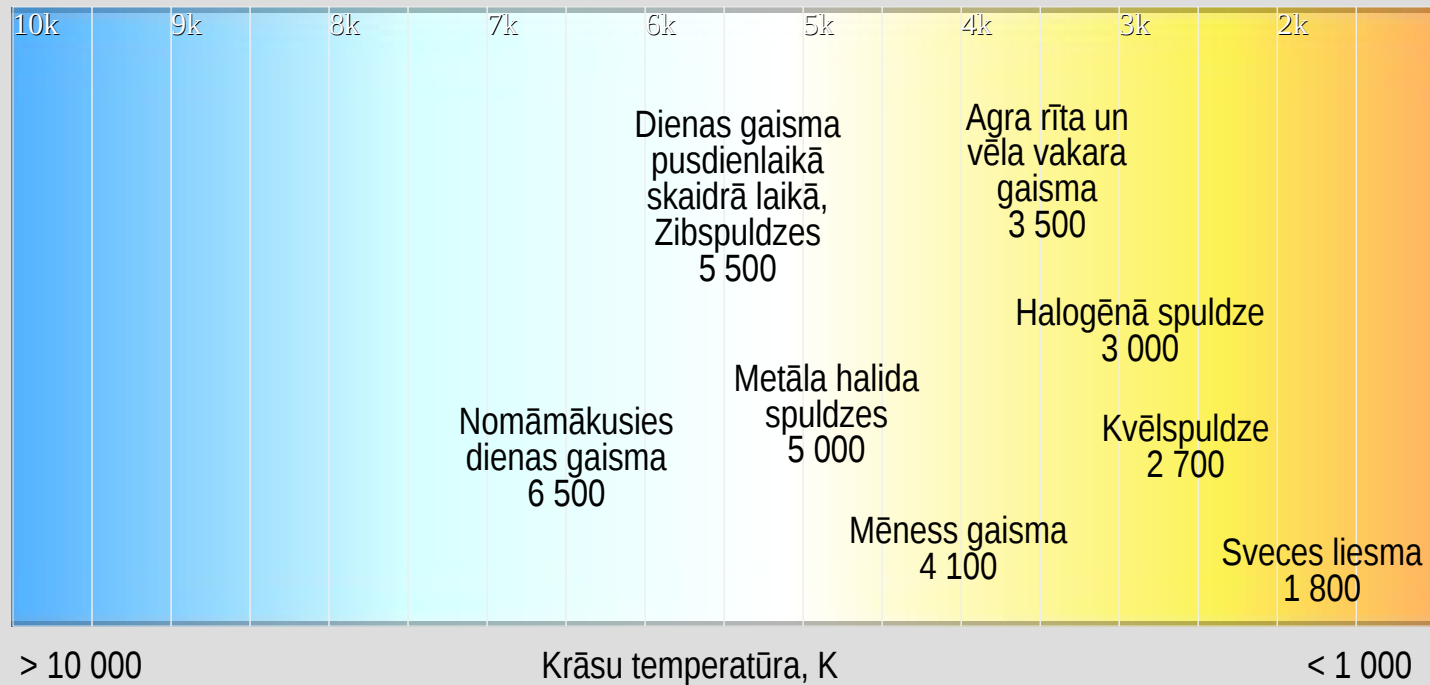 10k 9k 8k 7k 6k 5k 4k 3k 2k
Dienas gaisma
pusdienlaikā
skaidrā laikā,
Zibspuldzes
5 500
Agra rīta un
vēla vakara
gaisma
3 500
Halogēnā spuldze
3 000
Metāla halida
spuldzes
5 000
Nomāmākusies
dienas gaisma
6 500
Kvēlspuldze
2 700
Mēness gaisma
4 100
Sveces liesma
1 800
> 10 000 Krāsu temperatūra, K < 1 000